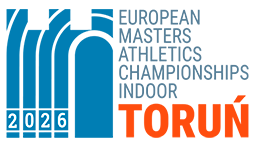 EUROPEAN
MASTERS
ATHLETICS
CHAMPIONSHIPS
INDOOR
2026
TORUŃ